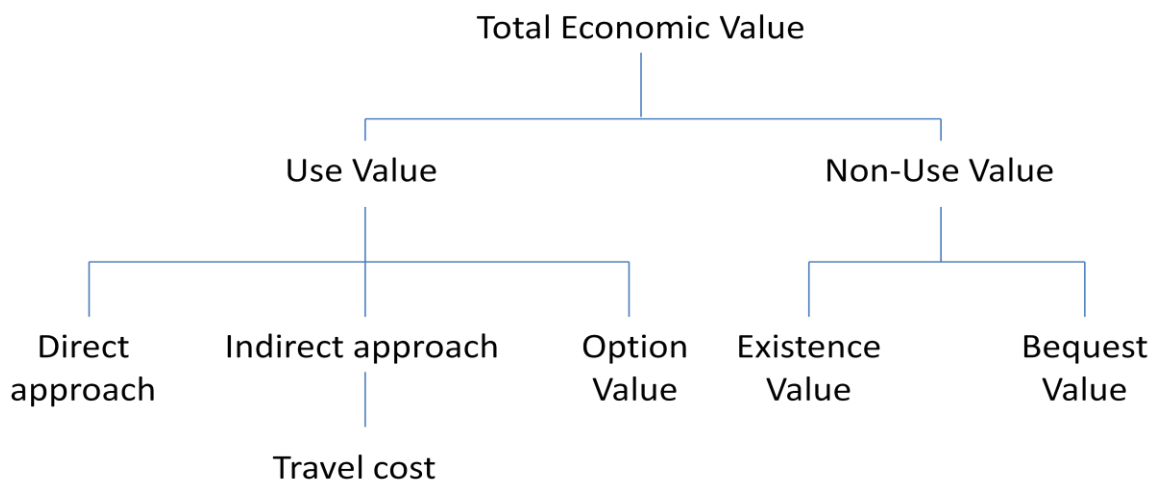 Total Economic Value
Use Value
Non-Use Value
Direct
approach
Indirect approach
Option
Value
Existence
Value
Bequest
Value
Travel cost